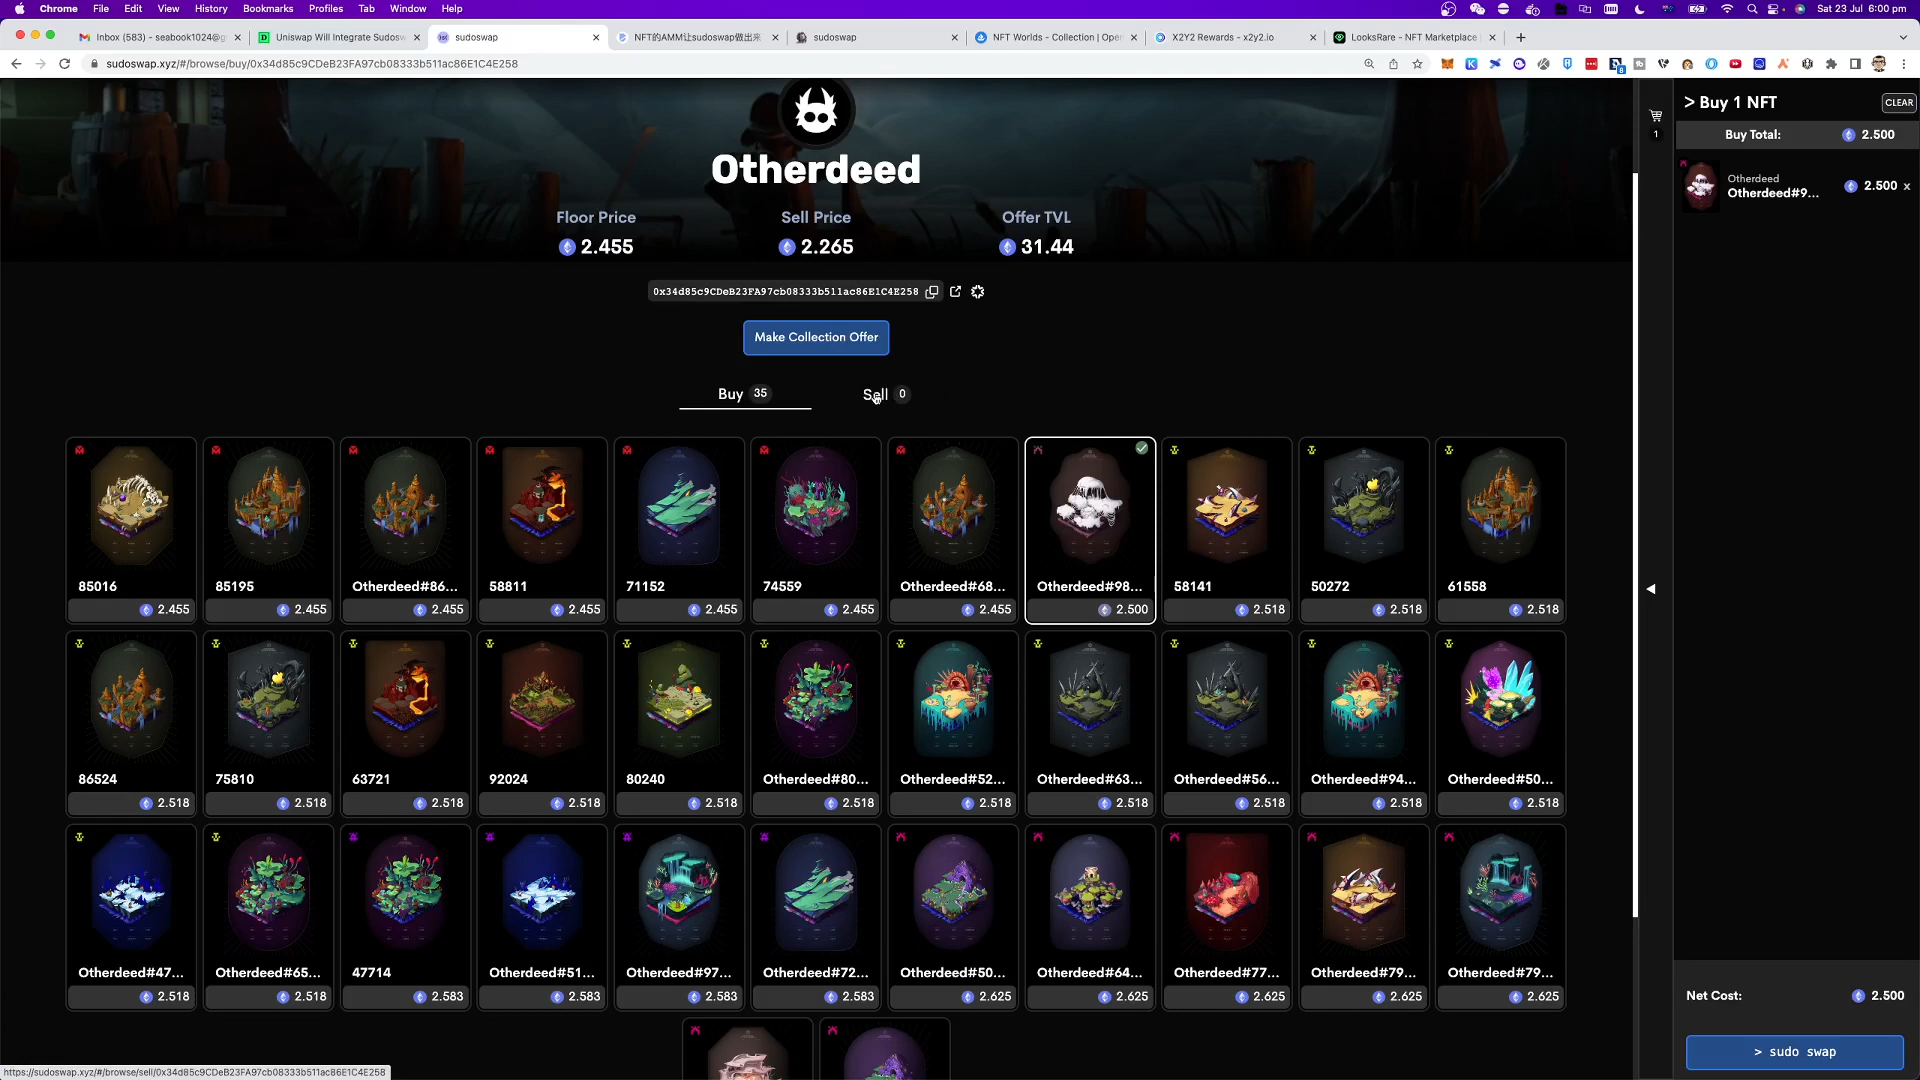 Chrome File Edit View History Bookmarks Profiles Tab Window Help Sat 23 Jul 6:00 pm
Inbox (583) - seabook1024@g
Uniswap Will Integrate Sudosw
sudoswap
NFT的AMM让sudoswap做出来
sudoswap
NFT Worlds - Collection | Open
X2Y2 Rewards - x2y2.io
LooksRare - NFT Marketplace
sudoswap.xyz/#/browse/buy/0x34d85c9CDeB23FA97cb08333b511ac86E1C4E258
Otherdeed
Floor Price Sell Price Offer TVL
2.455 2.265 31.44
0x34d85c9CDeB23FA97cb08333b511ac86E1C4E258
Make Collection Offer
Buy 35 Sell 0
85016 85195 Otherdeed#86... 58811 71152 74559 Otherdeed#68... Otherdeed#98... 58141 50272 61558
2.455 2.455 2.455 2.455 2.455 2.455 2.455 2.500 2.518 2.518 2.518
86524 75810 63721 92024 80240 Otherdeed#80... Otherdeed#52... Otherdeed#63... Otherdeed#56... Otherdeed#94... Otherdeed#50...
2.518 2.518 2.518 2.518 2.518 2.518 2.518 2.518 2.518 2.518 2.518
Otherdeed#47... Otherdeed#65... 47714 Otherdeed#51... Otherdeed#97... Otherdeed#72... Otherdeed#50... Otherdeed#64... Otherdeed#77... Otherdeed#79... Otherdeed#79...
2.518 2.518 2.583 2.583 2.583 2.583 2.625 2.625 2.625 2.625 2.625
https://sudoswap.xyz/#/browse/sell/0x34d85c9CDeB23FA97cb08333b511ac86E1C4E258
1
> Buy 1 NFT CLEAR
Buy Total: 2.500
Otherdeed
Otherdeed#9... 2.500 x
Net Cost: 2.500
> sudo swap